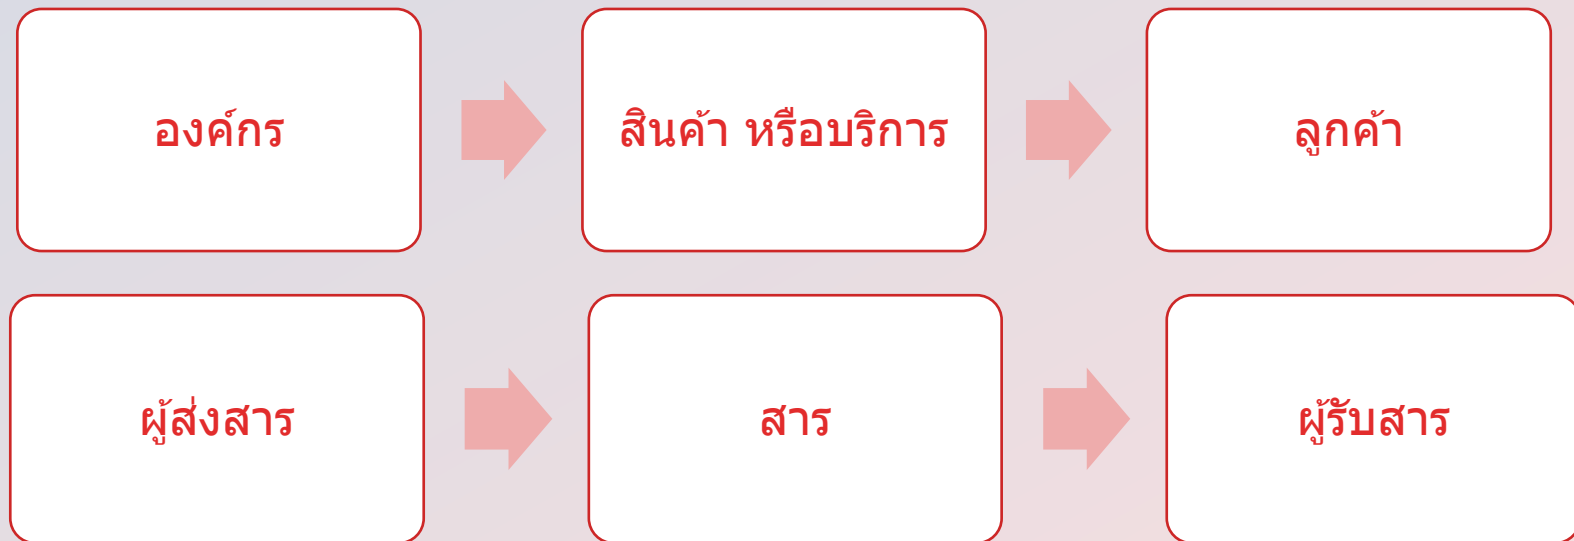 องค์กร
สินค้า หรือบริการ
ลูกค้า
ผู้ส่งสาร
สาร
ผู้รับสาร